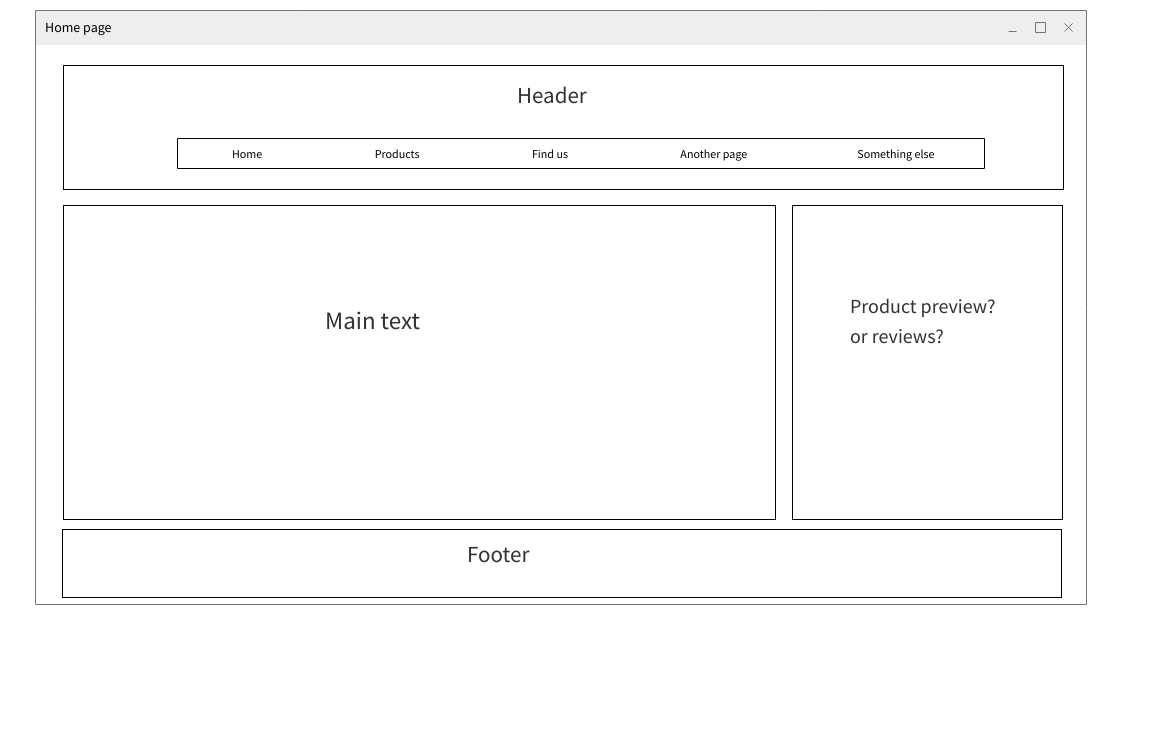 Home page
Header
Home Products Find us Another page Something else
Main text
Product preview?
or reviews?
Footer